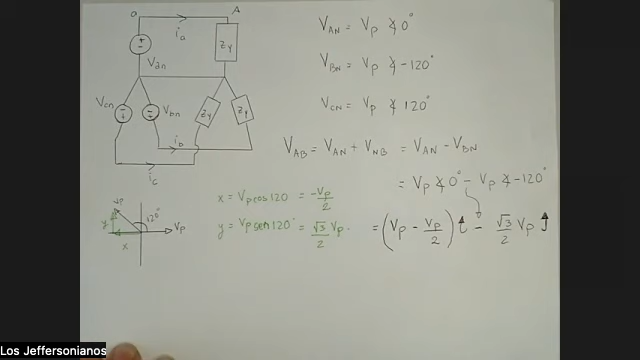 a
A
i_a
Z_Y
V_an
V_cn
V_bn
Z_Y
Z_Y
i_b
i_c
V_AN = V_P ∡0°
V_BN = V_P ∡-120°
V_CN = V_P ∡120°
V_AB = V_AN + V_NB = V_AN - V_BN
= V_P ∡0° - V_P ∡-120°
x = V_P cos 120 = -V_P/2
y = V_P sen 120° = √3/2 V_P
= (V_P - V_P/2) i - √3/2 V_P j
V_P
120°
V_P
y
x
Los Jeffersonianos